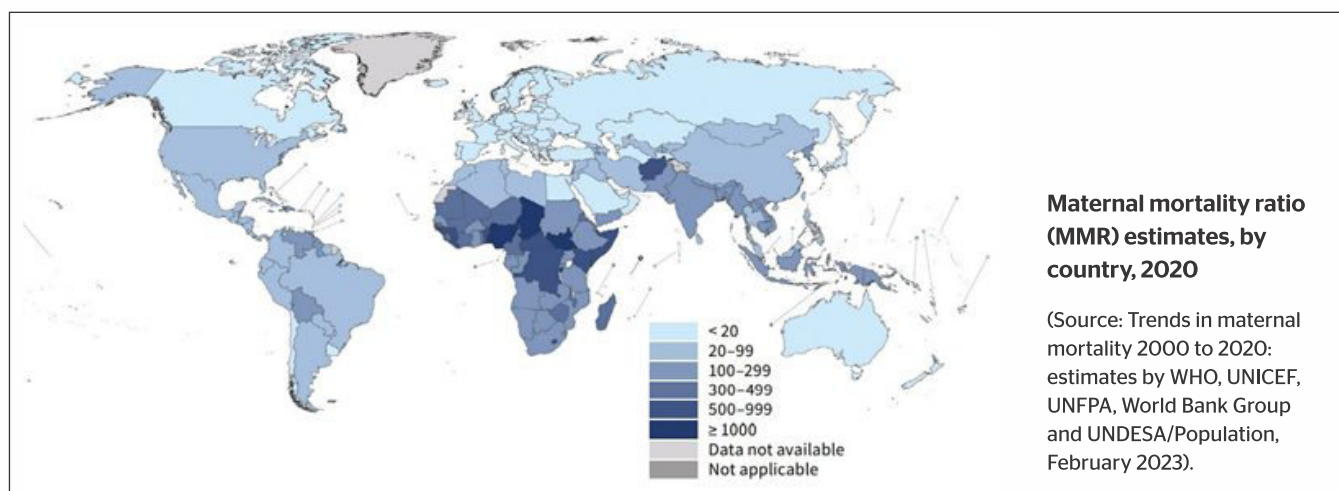 < 20
20–99
100–299
300–499
500–999
≥ 1000
Data not available
Not applicable
Maternal mortality ratio
(MMR) estimates, by
country, 2020
(Source: Trends in maternal
mortality 2000 to 2020:
estimates by WHO, UNICEF,
UNFPA, World Bank Group
and UNDESA/Population,
February 2023).